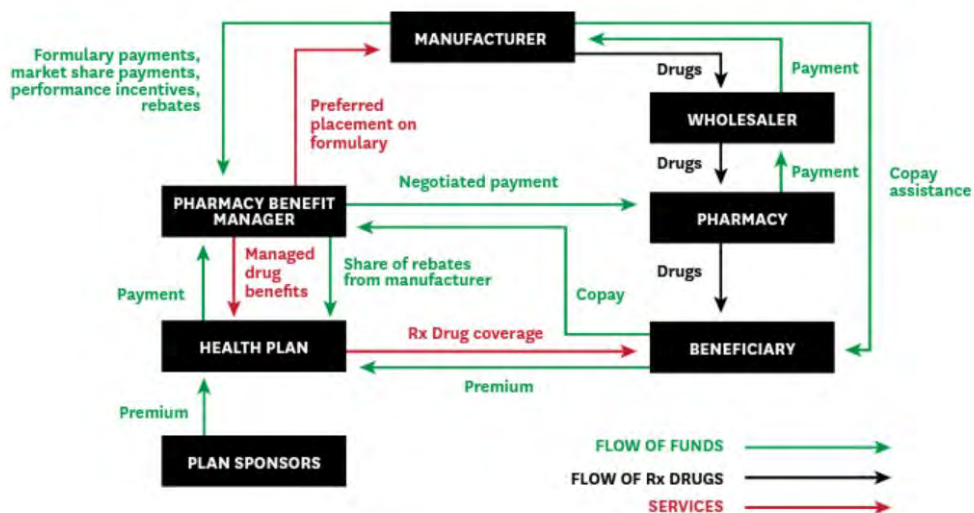 MANUFACTURER
Formulary payments,
market share payments,
performance incentives,
rebates
Preferred
placement on
formulary
Drugs
Payment
WHOLESALER
Drugs
Payment
Copay
assistance
Negotiated payment
PHARMACY BENEFIT
MANAGER
PHARMACY
Managed
drug
benefits
Share of rebates
from manufacturer
Payment
Copay
Drugs
HEALTH PLAN
Rx Drug coverage
BENEFICIARY
Premium
Premium
PLAN SPONSORS
FLOW OF FUNDS
FLOW OF Rx DRUGS
SERVICES